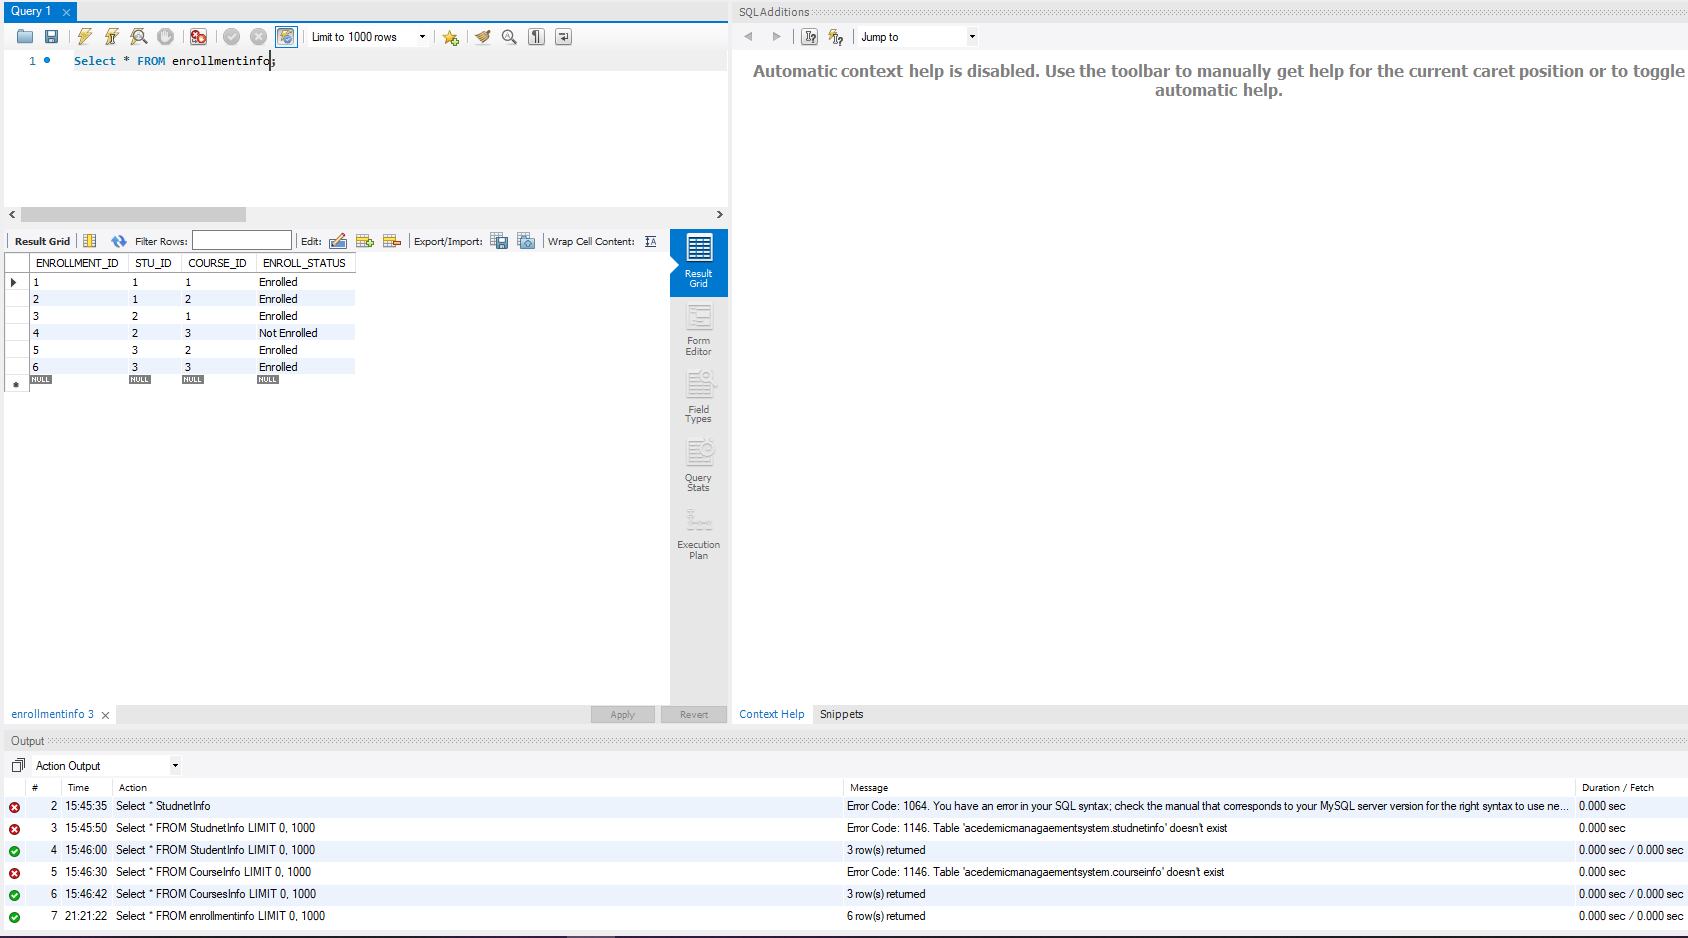 Query 1
SQLAdditions
Limit to 1000 rows
Jump to
1 Select * FROM enrollmentinfo;
Automatic context help is disabled. Use the toolbar to manually get help for the current caret position or to toggle
automatic help.
Result Grid Filter Rows: Edit: Export/Import: Wrap Cell Content:
ENROLLMENT_ID STU_ID COURSE_ID ENROLL_STATUS
1 1 1 Enrolled
2 1 2 Enrolled
3 2 1 Enrolled
4 2 3 Not Enrolled
5 3 2 Enrolled
6 3 3 Enrolled
NULL NULL NULL NULL
Result
Grid
Form
Editor
Field
Types
Query
Stats
Execution
Plan
enrollmentinfo 3 Apply Revert
Context Help Snippets
Output
Action Output
# Time Action Message Duration / Fetch
2 15:45:35 Select * StudnetInfo Error Code: 1064. You have an error in your SQL syntax; check the manual that corresponds to your MySQL server version for the right syntax to use ne... 0.000 sec
3 15:45:50 Select * FROM StudnetInfo LIMIT 0, 1000 Error Code: 1146. Table 'acedemicmanagaementsystem.studnetinfo' doesn't exist 0.000 sec
4 15:46:00 Select * FROM StudentInfo LIMIT 0, 1000 3 row(s) returned 0.000 sec / 0.000 sec
5 15:46:30 Select * FROM CourseInfo LIMIT 0, 1000 Error Code: 1146. Table 'acedemicmanagaementsystem.courseinfo' doesn't exist 0.000 sec
6 15:46:42 Select * FROM CoursesInfo LIMIT 0, 1000 3 row(s) returned 0.000 sec / 0.000 sec
7 21:21:22 Select * FROM enrollmentinfo LIMIT 0, 1000 6 row(s) returned 0.000 sec / 0.000 sec